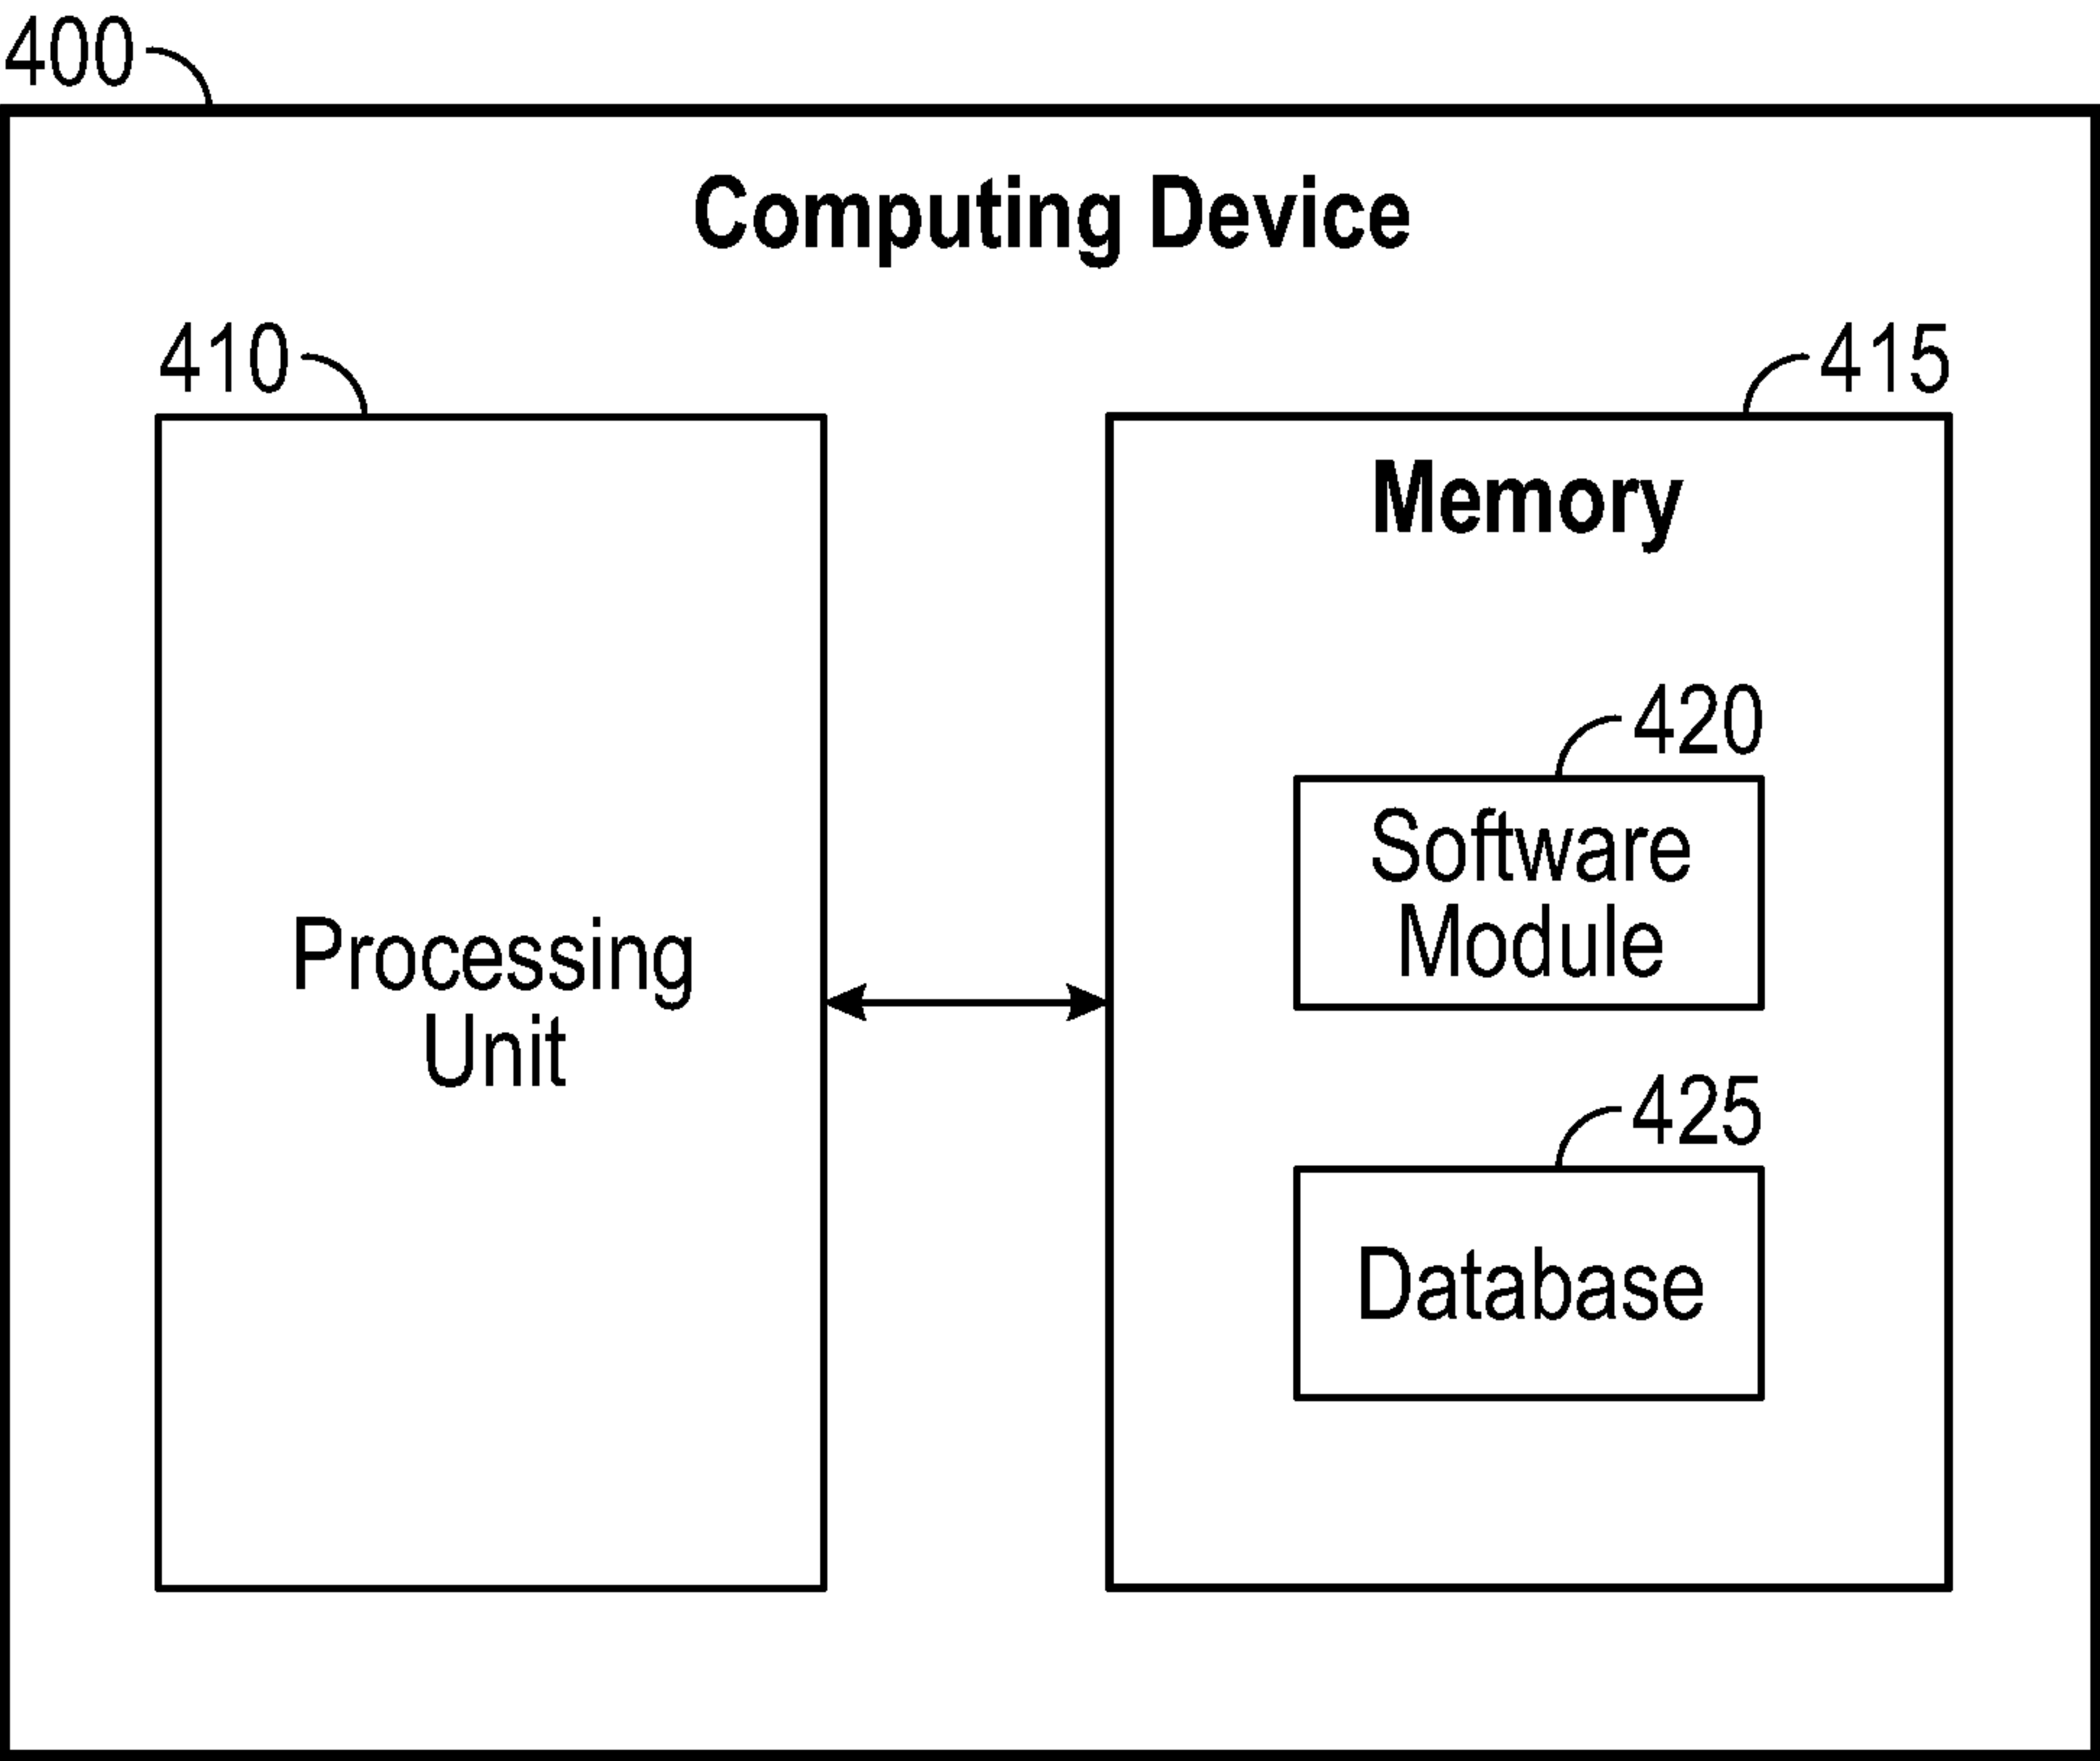 400
Computing Device
410
415
Memory
420
Software
Module
Processing
Unit
425
Database